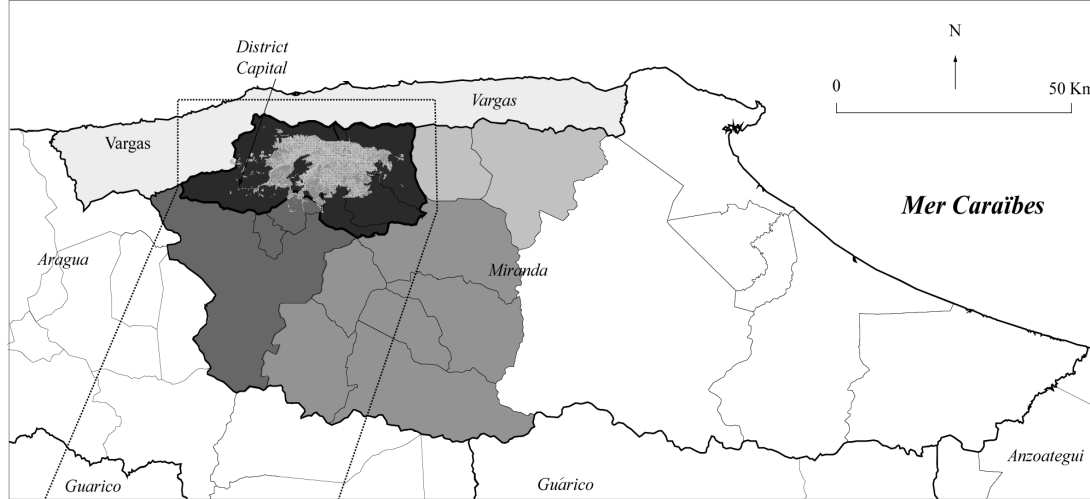 N
District
Capital
0
50 Km
Vargas
Vargas
Mer Caraïbes
Aragua
Miranda
Anzoategui
Guarico
Guárico